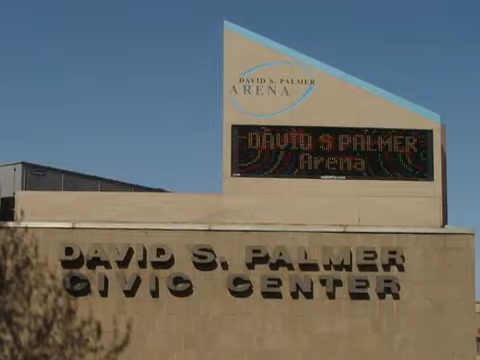 DAVID S. PALMER
ARENA
DAVID S PALMER
Arena
DAVID S. PALMER
CIVIC CENTER